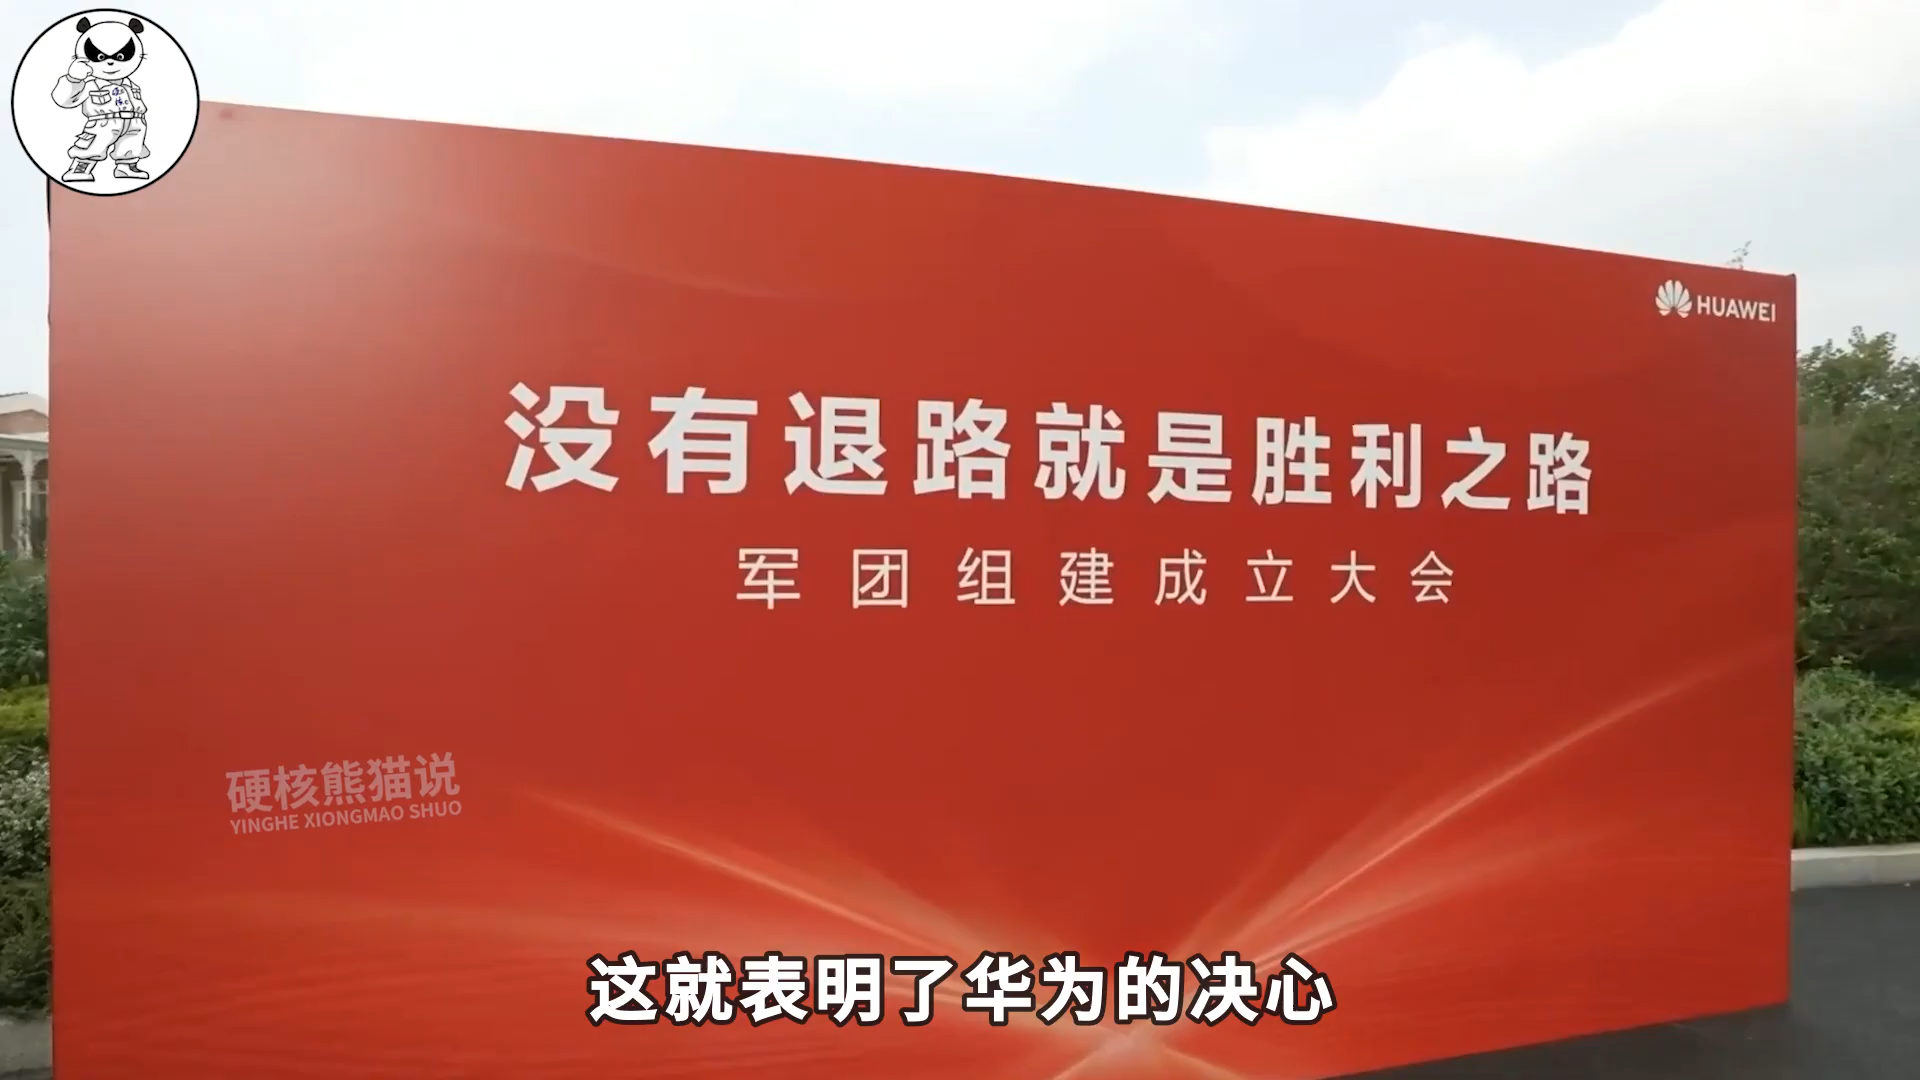 HUAWEI
没有退路就是胜利之路
军团组建成立大会
硬核熊猫说
YINGHE XIONGMAO SHUO
这就表明了华为的决心